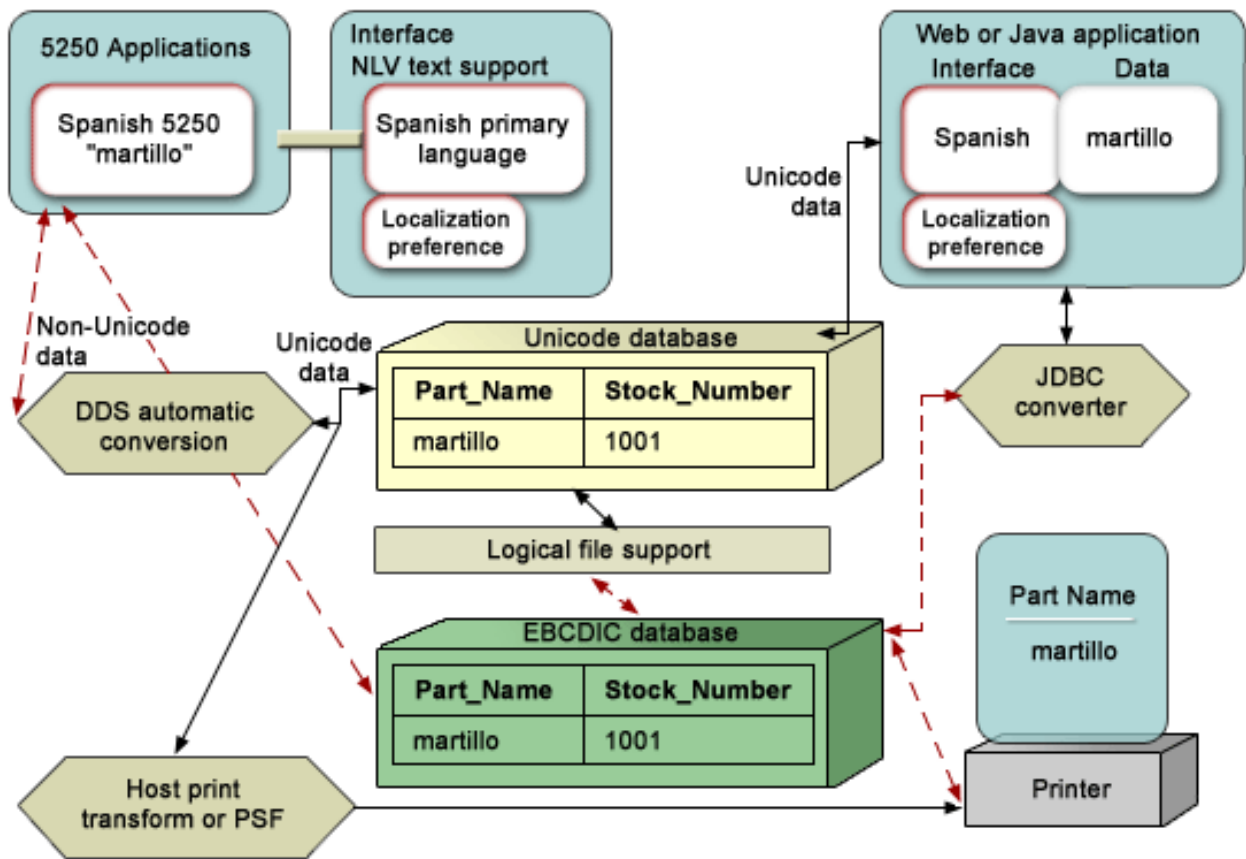 5250 Applications
Spanish 5250
"martillo"
Interface
NLV text support
Spanish primary
language
Localization
preference
Web or Java application
Interface Data
Spanish
martillo
Localization
preference
Unicode
data
Non-Unicode
data
Unicode
data
DDS automatic
conversion
Unicode database
Part_Name Stock_Number
martillo 1001
JDBC
converter
Logical file support
EBCDIC database
Part_Name Stock_Number
martillo 1001
Part Name
martillo
Printer
Host print
transform or PSF